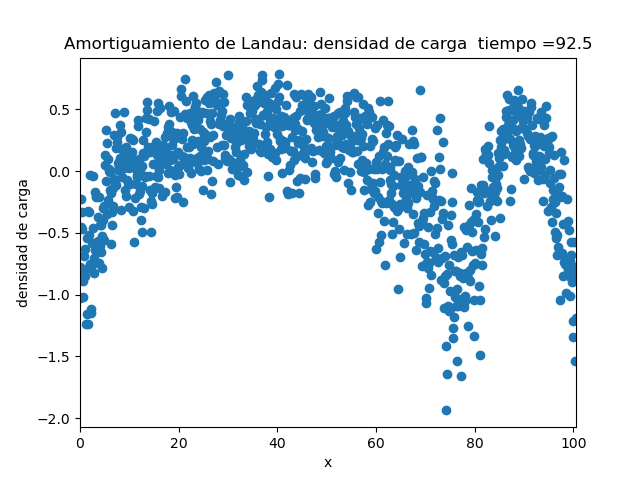 Amortiguamiento de Landau: densidad de carga  tiempo =92.5
densidad de carga
0.5
0.0
−0.5
−1.0
−1.5
−2.0
0 20 40 60 80 100
x